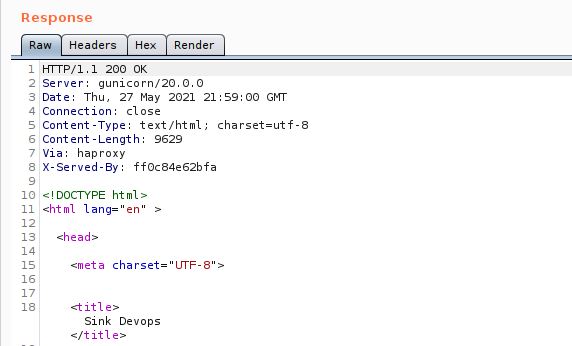 Response
Raw Headers Hex Render
1 HTTP/1.1 200 OK
2 Server: gunicorn/20.0.0
3 Date: Thu, 27 May 2021 21:59:00 GMT
4 Connection: close
5 Content-Type: text/html; charset=utf-8
6 Content-Length: 9629
7 Via: haproxy
8 X-Served-By: ff0c84e62bfa
9
10 <!DOCTYPE html>
11 <html lang="en" >
12
13 <head>
14
15 <meta charset="UTF-8">
16
17
18 <title>
Sink Devops
</title>